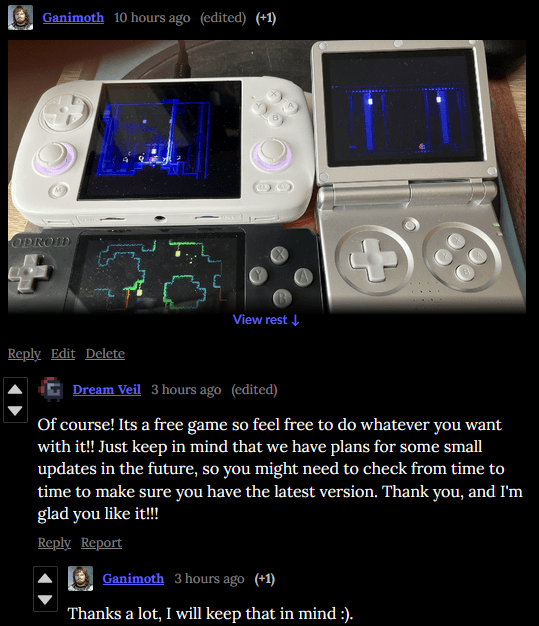 Ganimoth 10 hours ago (edited) (+1)
ODROID
Y X A B
X Y A B
View rest ↓
Reply Edit Delete
Dream Veil 3 hours ago (edited)
Of course! Its a free game so feel free to do whatever you want
with it!! Just keep in mind that we have plans for some small
updates in the future, so you might need to check from time to
time to make sure you have the latest version. Thank you, and I'm
glad you like it!!!
Reply Report
Ganimoth 3 hours ago (+1)
Thanks a lot, I will keep that in mind :).